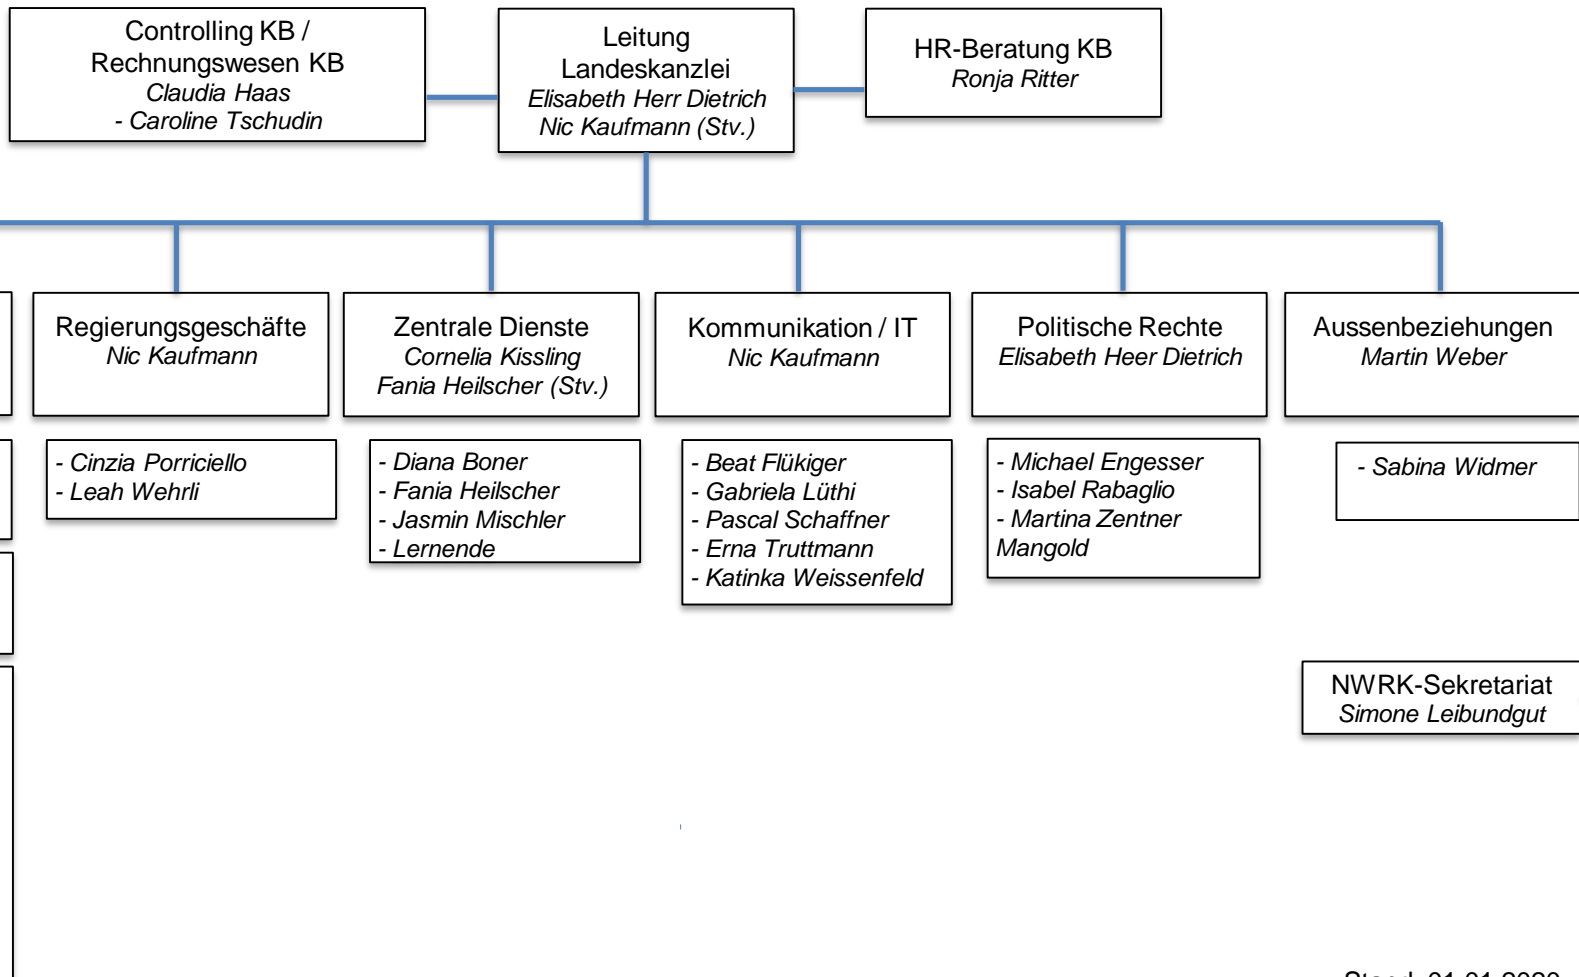 Controlling KB /
Rechnungswesen KB
Claudia Haas
- Caroline Tschudin
Leitung
Landeskanzlei
Elisabeth Herr Dietrich
Nic Kaufmann (Stv.)
HR-Beratung KB
Ronja Ritter
Regierungsgeschäfte
Nic Kaufmann
Zentrale Dienste
Cornelia Kissling
Fania Heilscher (Stv.)
Kommunikation / IT
Nic Kaufmann
Politische Rechte
Elisabeth Heer Dietrich
Aussenbeziehungen
Martin Weber
- Cinzia Porriciello
- Leah Wehrli
- Diana Boner
- Fania Heilscher
- Jasmin Mischler
- Lernende
- Beat Flükiger
- Gabriela Lüthi
- Pascal Schaffner
- Erna Truttmann
- Katinka Weissenfeld
- Michael Engesser
- Isabel Rabaglio
- Martina Zentner
Mangold
- Sabina Widmer
NWRK-Sekretariat
Simone Leibundgut